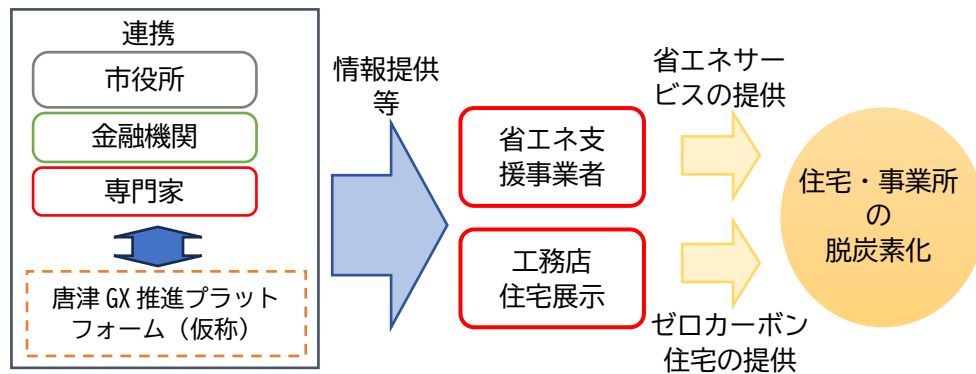 連携
市役所
金融機関
専門家
唐津 GX 推進プラット
フォーム（仮称）
情報提供
等
省エネ支
援事業者
工務店
住宅展示
省エネサー
ビスの提供
ゼロカーボン
住宅の提供
住宅・事業所
の
脱炭素化